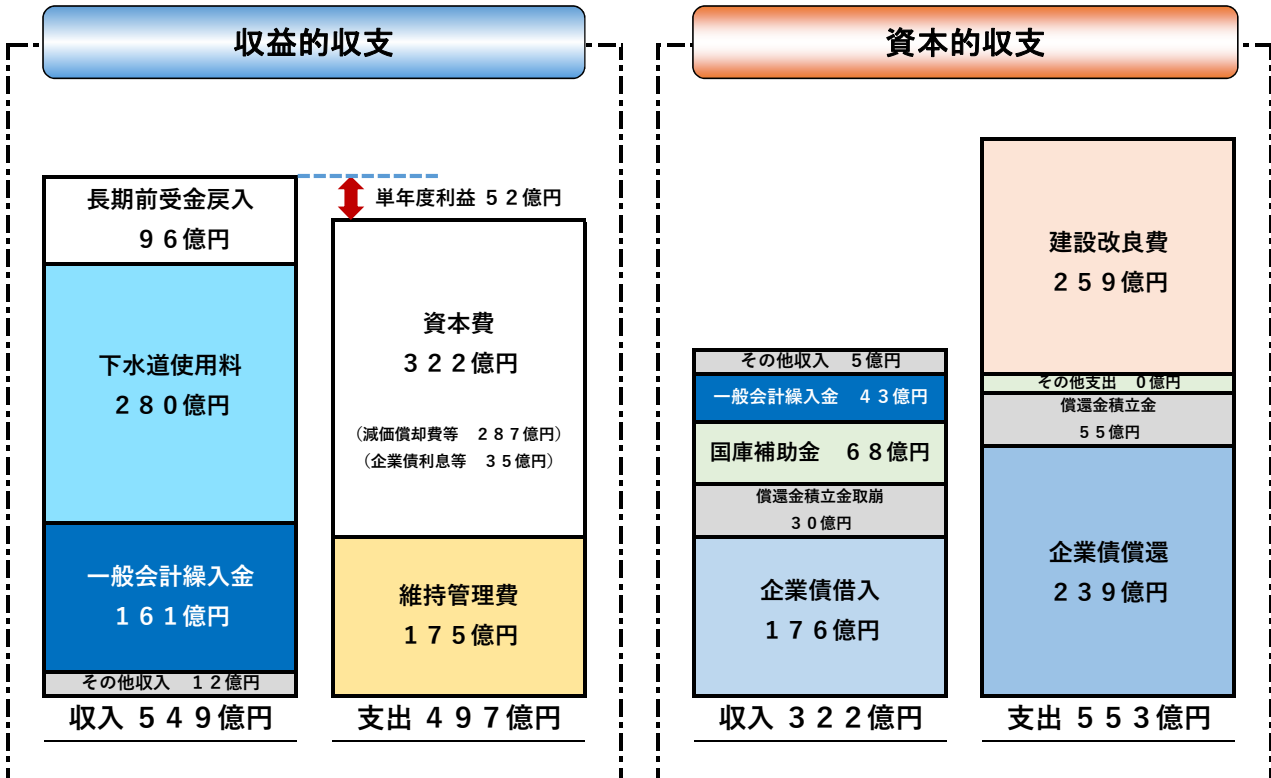 収益的収支
長期前受金戻入
９６億円
下水道使用料
２８０億円
一般会計繰入金
１６１億円
その他収入　１２億円
収入 ５４９億円
単年度利益 ５２億円
資本費
３２２億円
（減価償却費等　２８７億円）
（企業債利息等　３５億円）
維持管理費
１７５億円
支出 ４９７億円
資本的収支
その他収入　５億円
一般会計繰入金　４３億円
国庫補助金　６８億円
償還金積立金取崩
３０億円
企業債借入
１７６億円
収入 ３２２億円
建設改良費
２５９億円
その他支出　０億円
償還金積立金
５５億円
企業債償還
２３９億円
支出 ５５３億円